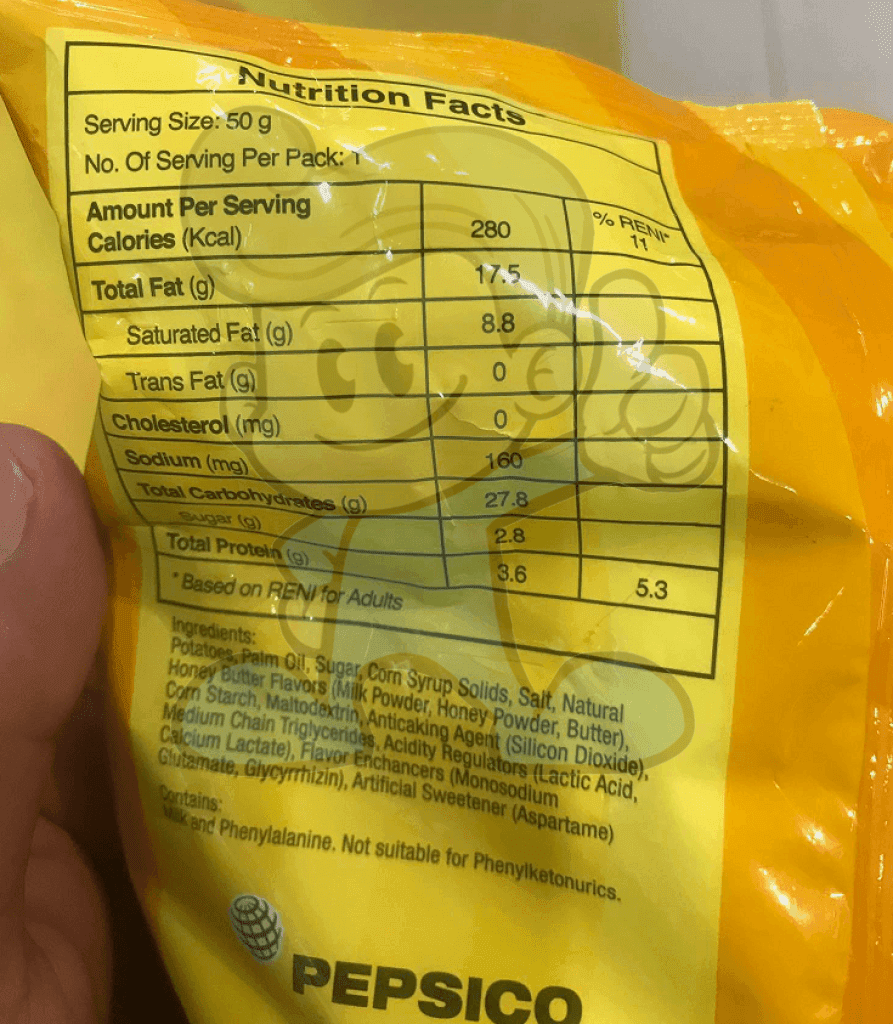 Nutrition Facts
Serving Size: 50 g
No. Of Serving Per Pack: 1
Amount Per Serving
% RENI*
Calories (Kcal) 280 11
Total Fat (g) 17.5
Saturated Fat (g) 8.8
Trans Fat (g) 0
Cholesterol (mg) 0
Sodium (mg) 160
Total Carbohydrates (g) 27.8
Sugar (g) 2.8
Total Protein (g) 3.6 5.3
*Based on RENI for Adults
Ingredients:
Potatoes, Palm Oil, Sugar, Corn Syrup Solids, Salt, Natural
Honey Butter Flavors (Milk Powder, Honey Powder, Butter),
Corn Starch, Maltodextrin, Anticaking Agent (Silicon Dioxide),
Medium Chain Triglycerides, Acidity Regulators (Lactic Acid,
Calcium Lactate), Flavor Enchancers (Monosodium
Glutamate, Glycyrrhizin), Artificial Sweetener (Aspartame)
Contains:
Milk and Phenylalanine. Not suitable for Phenylketonurics.
PEPSICO